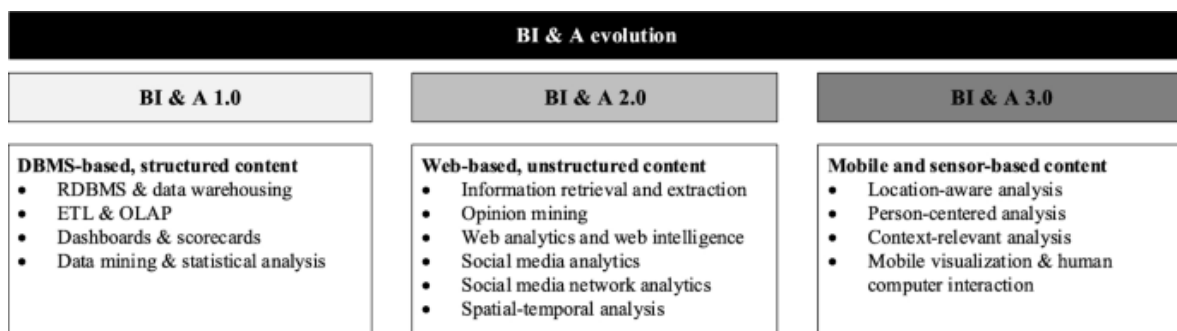 BI & A evolution
BI & A 1.0
BI & A 2.0
BI & A 3.0
DBMS-based, structured content
• RDBMS & data warehousing
• ETL & OLAP
• Dashboards & scorecards
• Data mining & statistical analysis
Web-based, unstructured content
• Information retrieval and extraction
• Opinion mining
• Web analytics and web intelligence
• Social media analytics
• Social media network analytics
• Spatial-temporal analysis
Mobile and sensor-based content
• Location-aware analysis
• Person-centered analysis
• Context-relevant analysis
• Mobile visualization & human
computer interaction